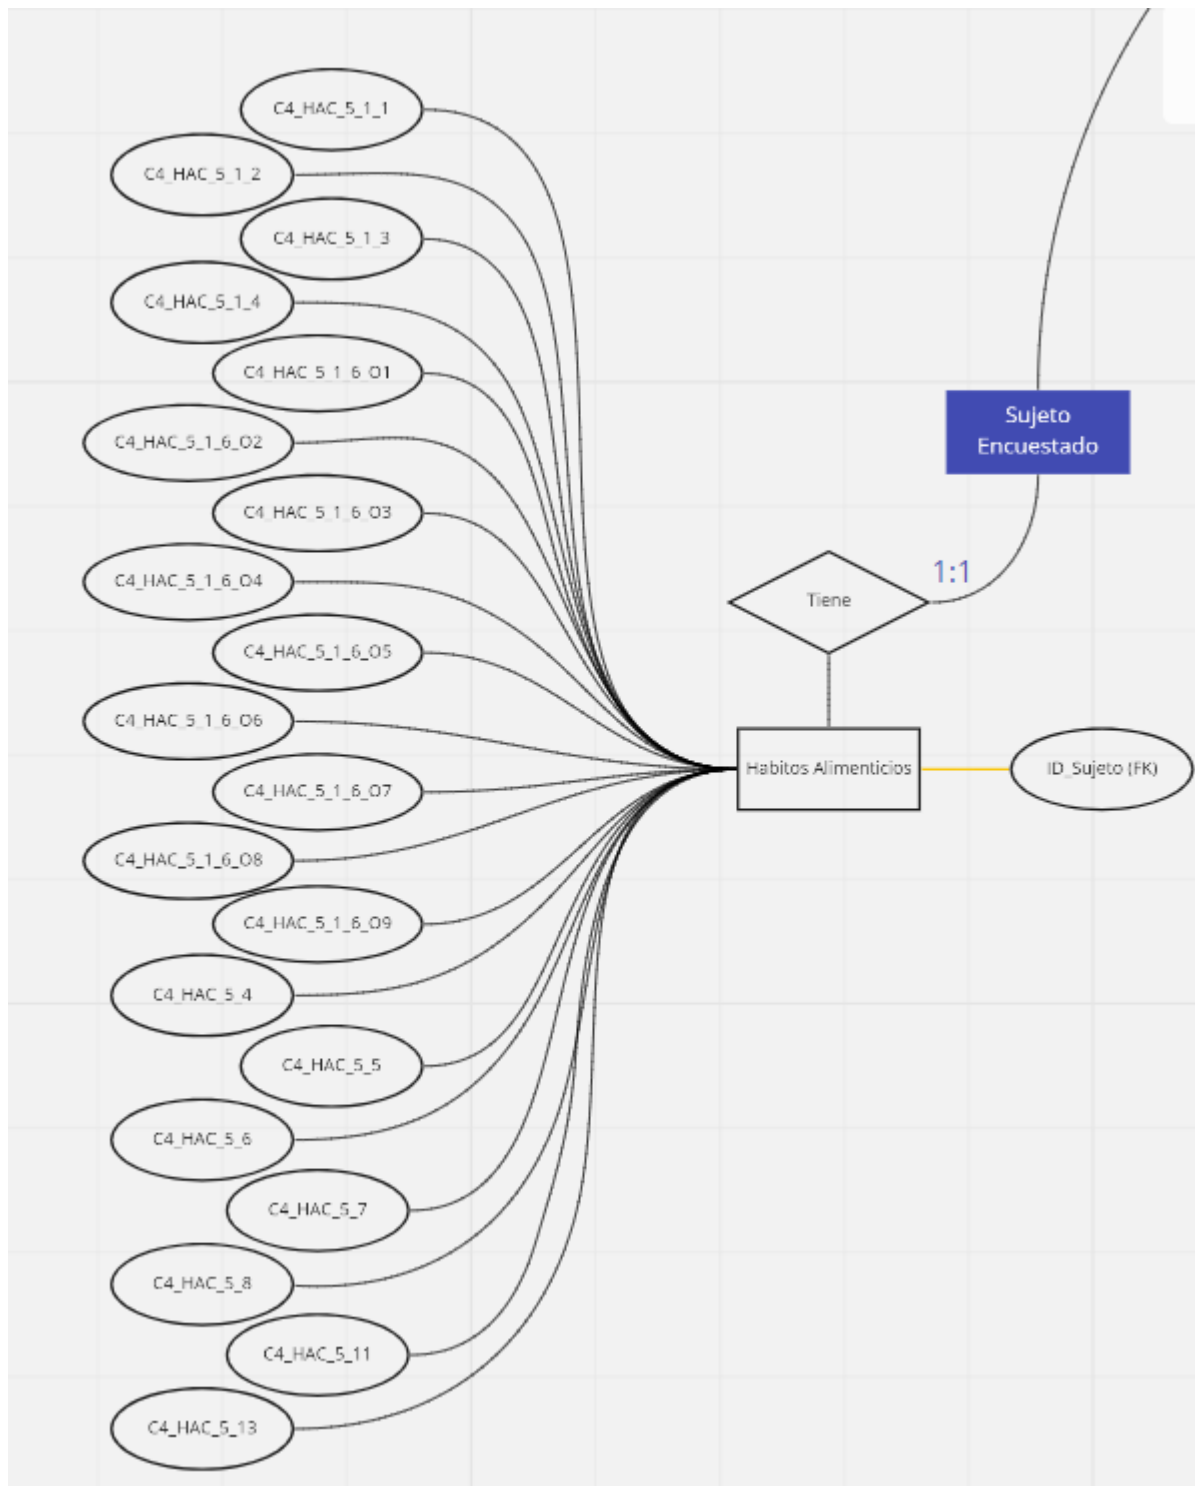 C4_HAC_5_1_1
C4_HAC_5_1_2
C4_HAC_5_1_3
C4_HAC_5_1_4
C4_HAC_5_1_6_O1
C4_HAC_5_1_6_O2
C4_HAC_5_1_6_O3
C4_HAC_5_1_6_O4
C4_HAC_5_1_6_O5
C4_HAC_5_1_6_O6
C4_HAC_5_1_6_O7
C4_HAC_5_1_6_O8
C4_HAC_5_1_6_O9
C4_HAC_5_4
C4_HAC_5_5
C4_HAC_5_6
C4_HAC_5_7
C4_HAC_5_8
C4_HAC_5_11
C4_HAC_5_13
Sujeto
Encuestado
1:1
Tiene
Habitos Alimenticios
ID_Sujeto (FK)